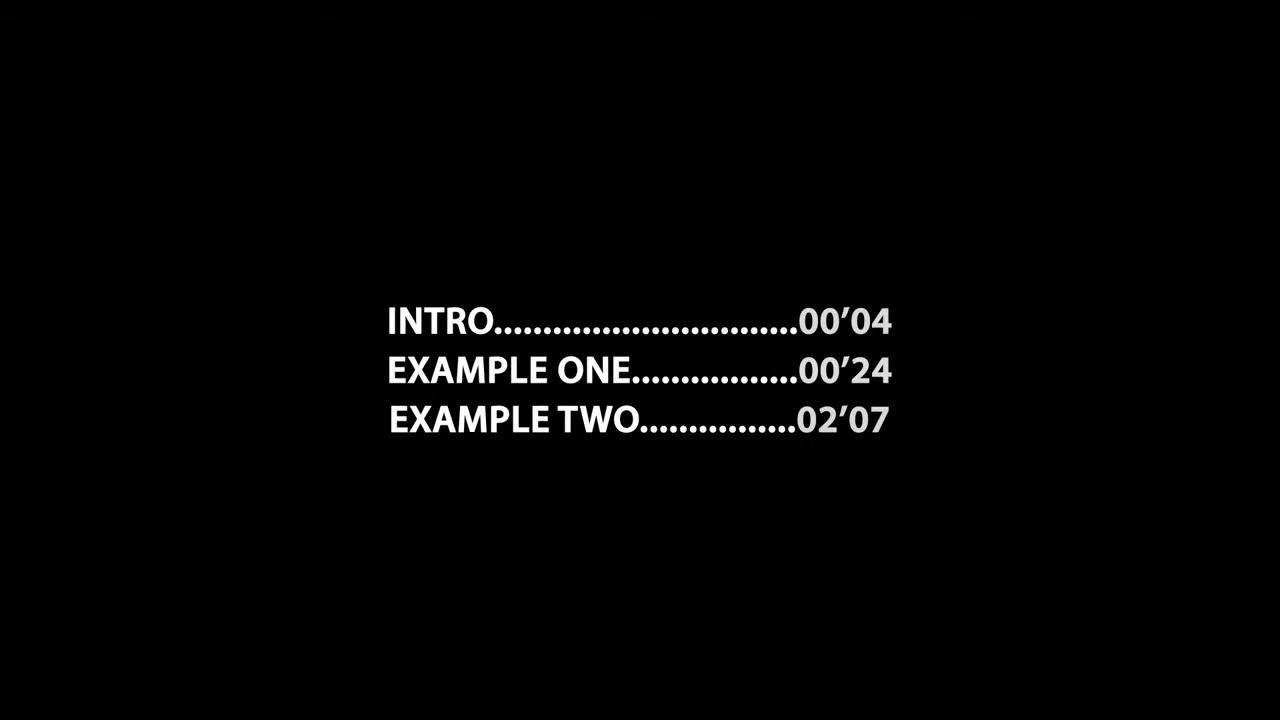 INTRO...............................00’04
EXAMPLE ONE.................00’24
EXAMPLE TWO................02’07